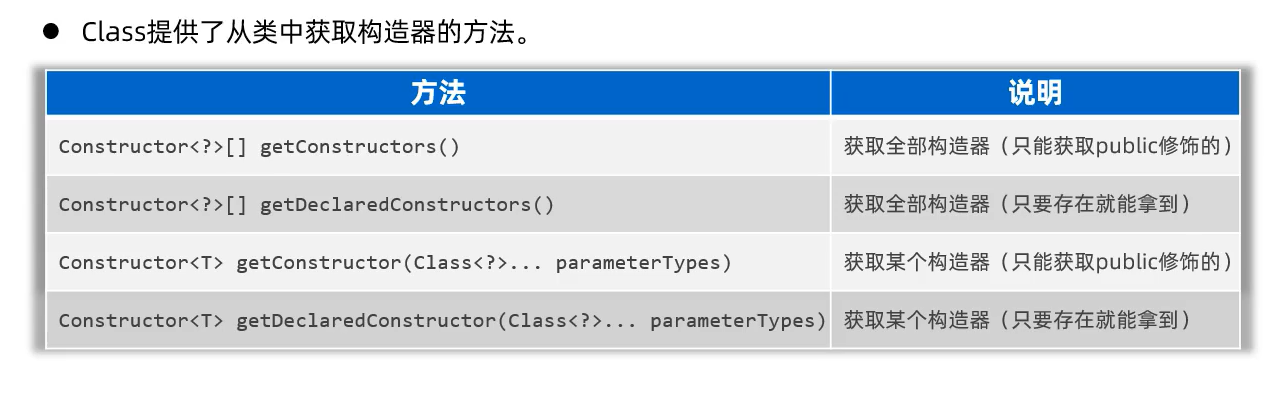 ● Class提供了从类中获取构造器的方法。
方法 说明
Constructor<?>[] getConstructors() 获取全部构造器（只能获取public修饰的）
Constructor<?>[] getDeclaredConstructors() 获取全部构造器（只要存在就能拿到）
Constructor<T> getConstructor(Class<?>... parameterTypes) 获取某个构造器（只能获取public修饰的）
Constructor<T> getDeclaredConstructor(Class<?>... parameterTypes) 获取某个构造器（只要存在就能拿到）